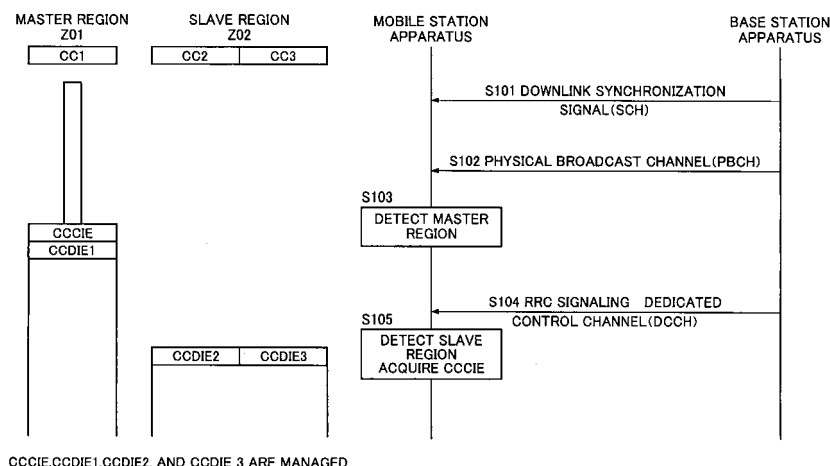 MASTER REGION
Z01
CC1
SLAVE REGION
Z02
CC2
CC3
MOBILE STATION
APPARATUS
BASE STATION
APPARATUS
S101 DOWNLINK SYNCHRONIZATION
SIGNAL(SCH)
S102 PHYSICAL BROADCAST CHANNEL(PBCH)
S103
DETECT MASTER
REGION
CCCIE
CCDIE1
S104 RRC SIGNALING DEDICATED
CONTROL CHANNEL(DCCH)
S105
DETECT SLAVE
REGION
ACQUIRE CCCIE
CCDIE2
CCDIE3
CCCIE,CCDIE1,CCDIE2, AND CCDIE 3 ARE MANAGED